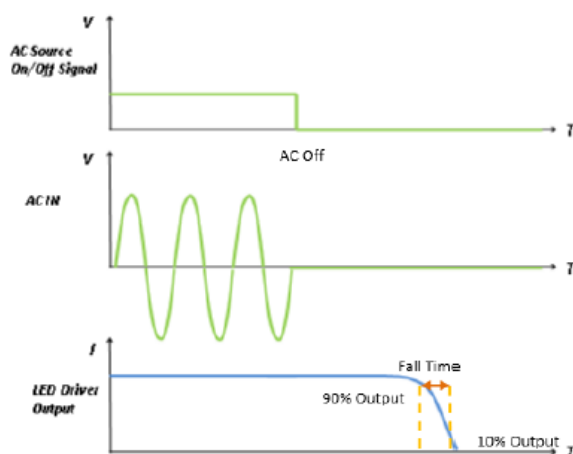 V
AC Source
On/Off Signal
T
AC Off
V
AC IN
T
I
Fall Time
LED Driver
Output
90% Output
10% Output
T